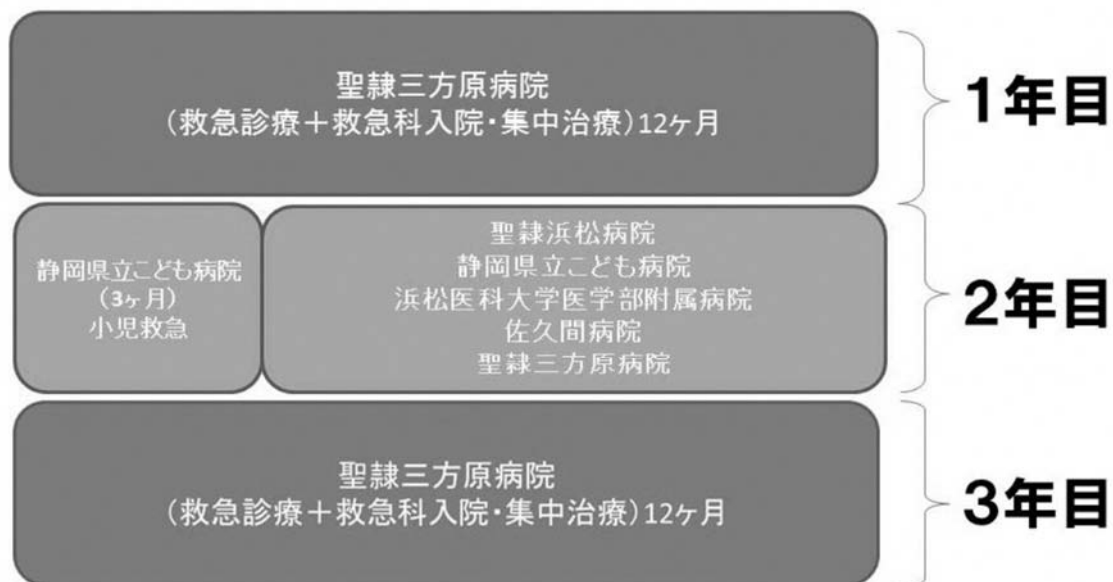 聖隷三方原病院
（救急診療＋救急科入院・集中治療）12ヶ月
1年目
静岡県立こども病院
（3ヶ月）
小児救急
聖隷浜松病院
静岡県立こども病院
浜松医科大学医学部附属病院
佐久間病院
聖隷三方原病院
2年目
聖隷三方原病院
（救急診療＋救急科入院・集中治療）12ヶ月
3年目